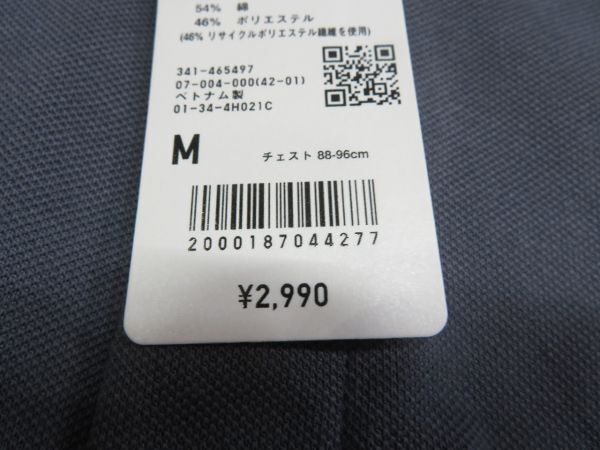 54% 綿
46% ポリエステル
(46% リサイクルポリエステル繊維を使用)
341-465497
07-004-000(42-01)
ベトナム製
01-34-4H021C
M チェスト 88-96cm
2000187044277
¥2,990